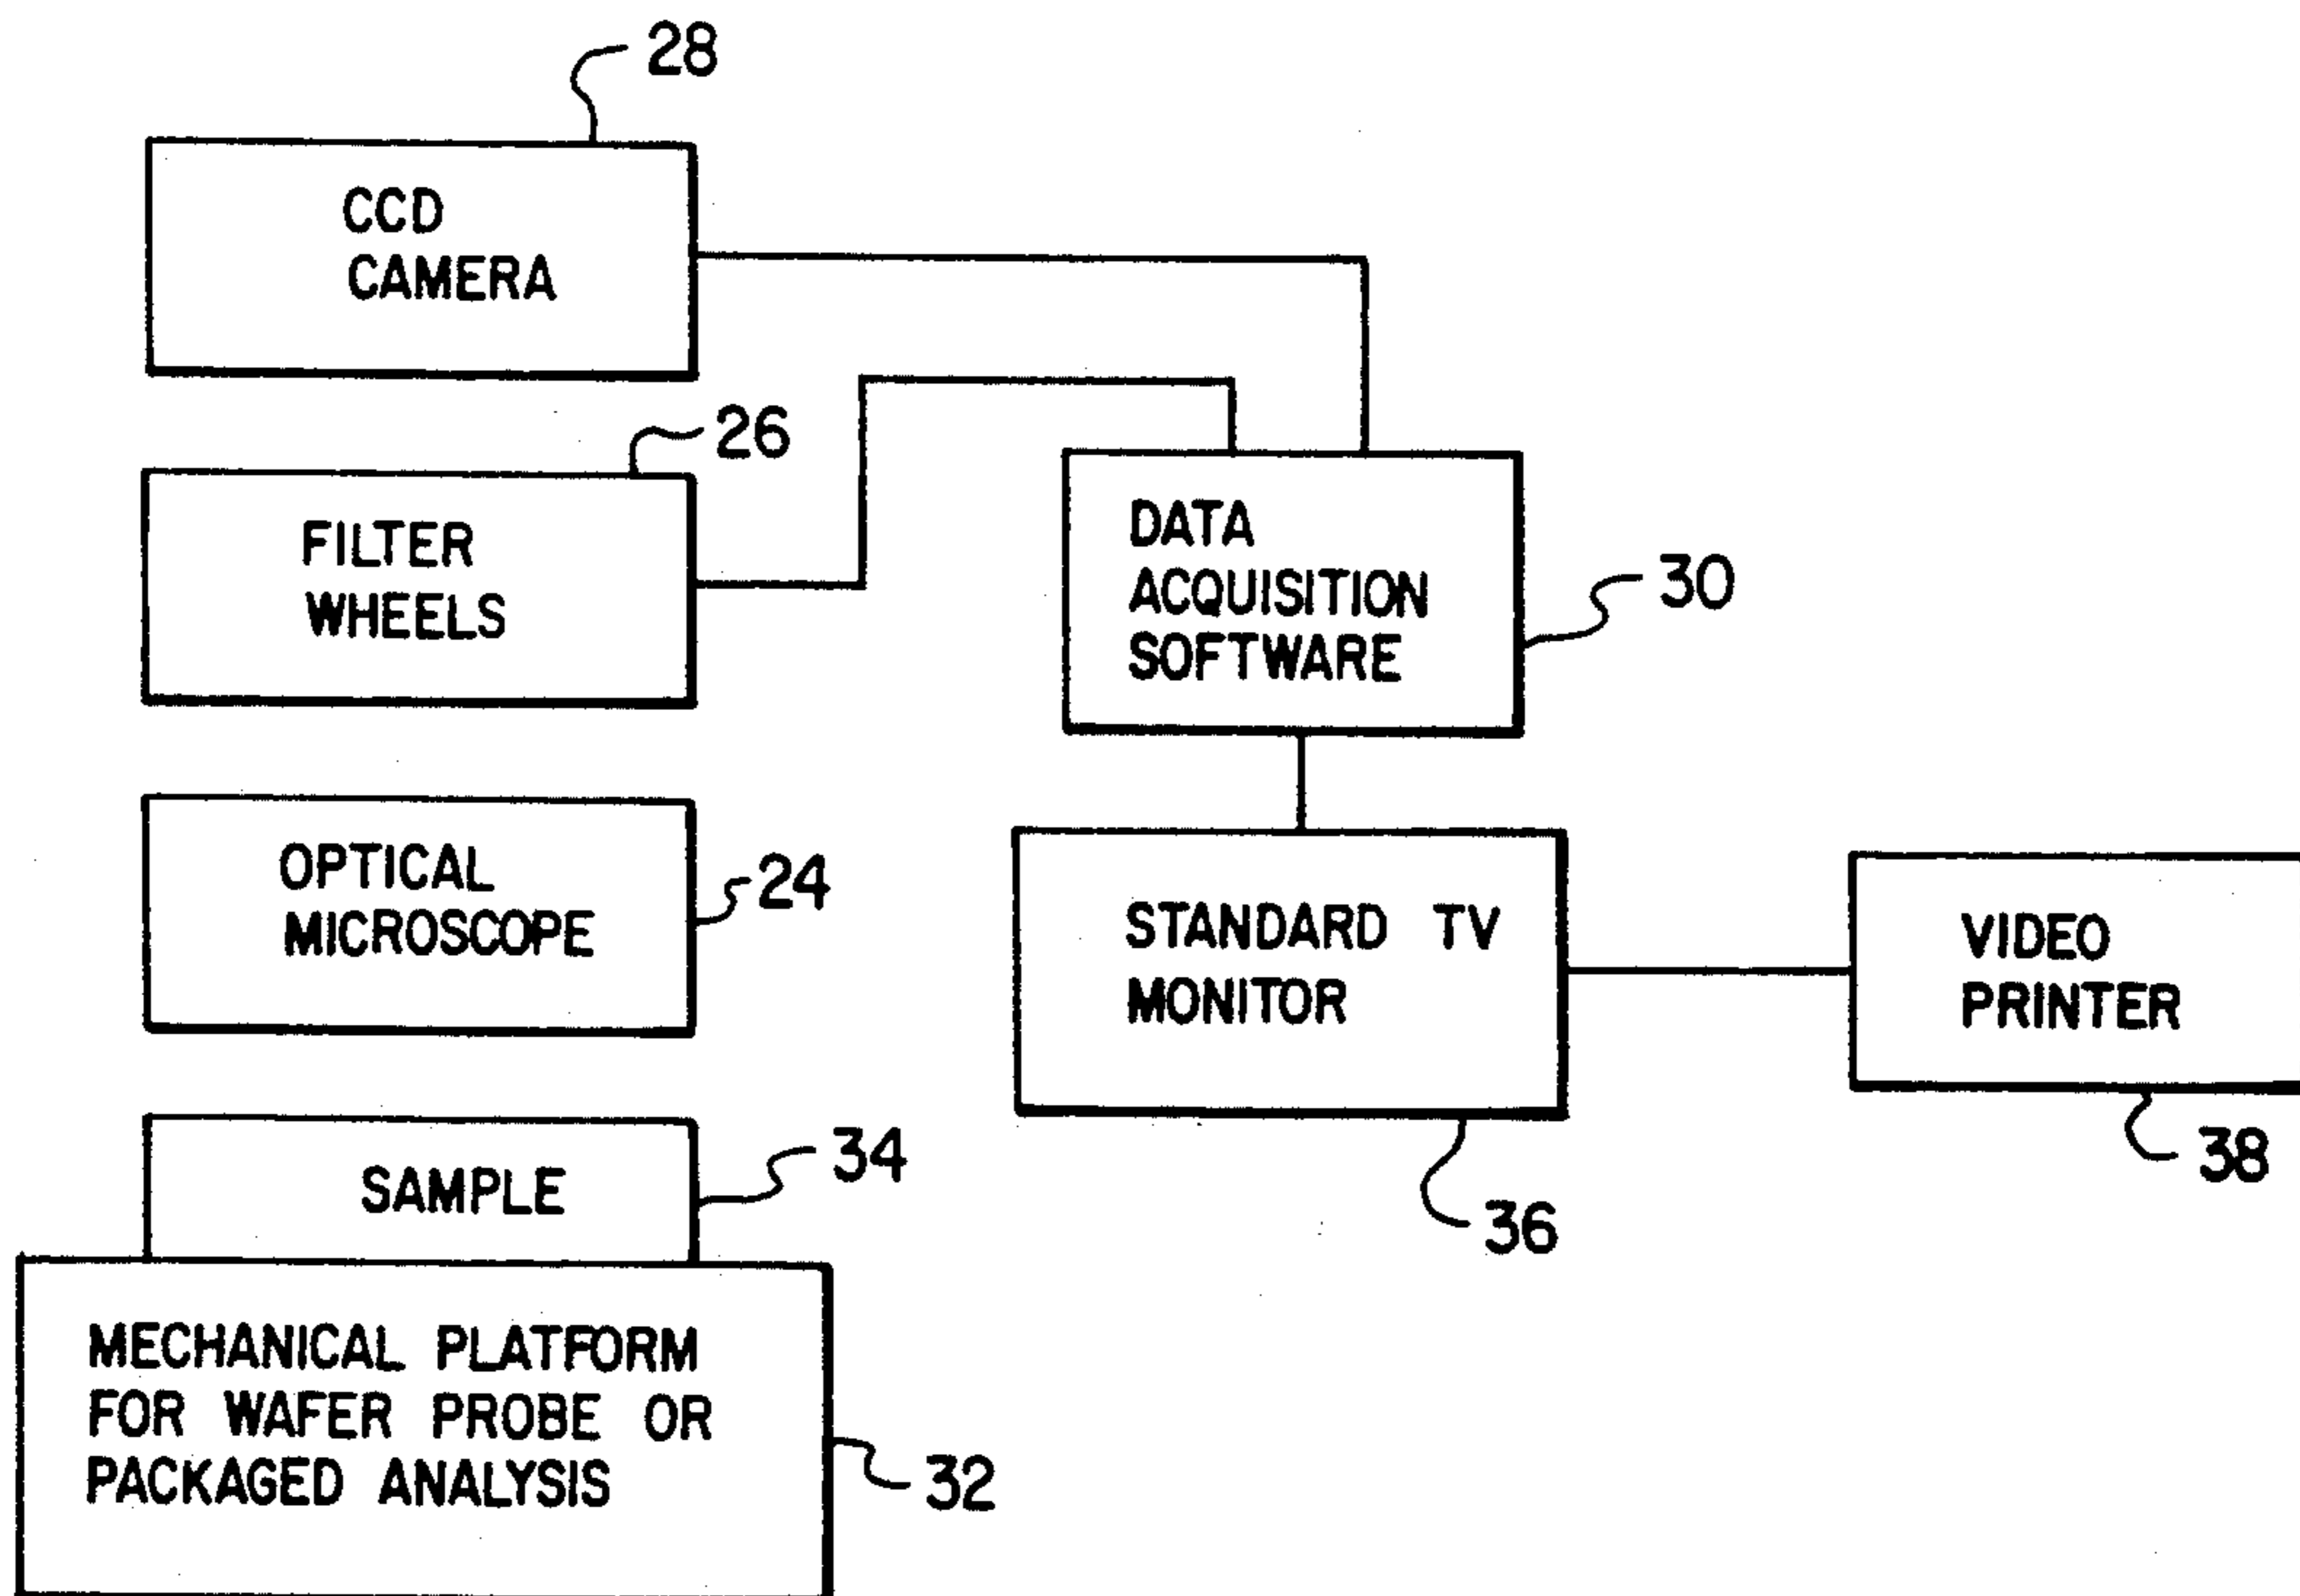 28
CCD
CAMERA
26
FILTER
WHEELS
DATA
ACQUISITION
SOFTWARE
30
OPTICAL
MICROSCOPE
24
STANDARD TV
MONITOR
36
VIDEO
PRINTER
38
SAMPLE
34
MECHANICAL PLATFORM
FOR WAFER PROBE OR
PACKAGED ANALYSIS
32